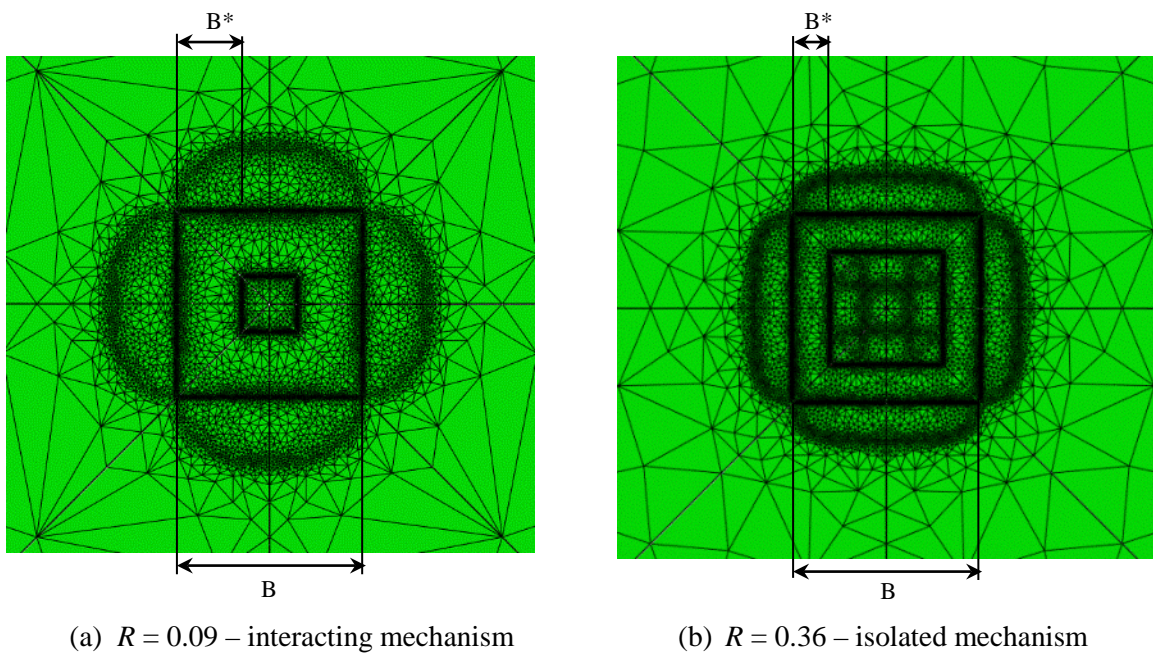 B*
B*
B
B
(a) R = 0.09 – interacting mechanism
(b) R = 0.36 – isolated mechanism